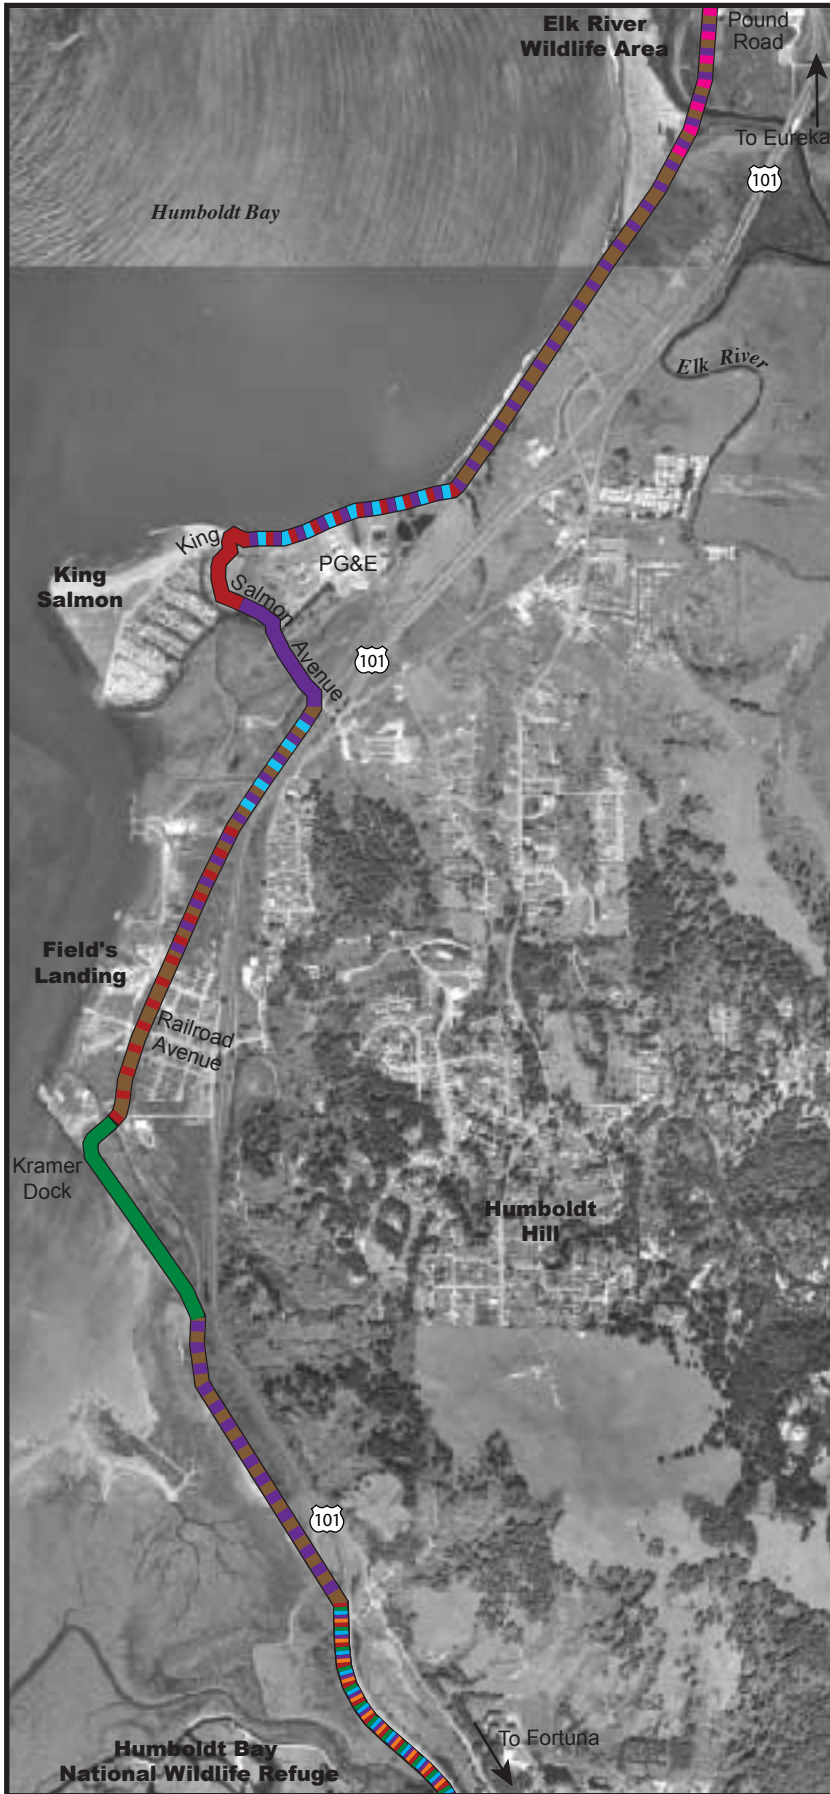 Elk River
Wildlife Area
Pound
Road
To Eureka
101
Humboldt Bay
Elk River
King
Salmon
Avenue
PG&E
King
Salmon
101
Field's
Landing
Railroad
Avenue
Kramer
Dock
Humboldt
Hill
101
To Fortuna
Humboldt Bay
National Wildlife Refuge